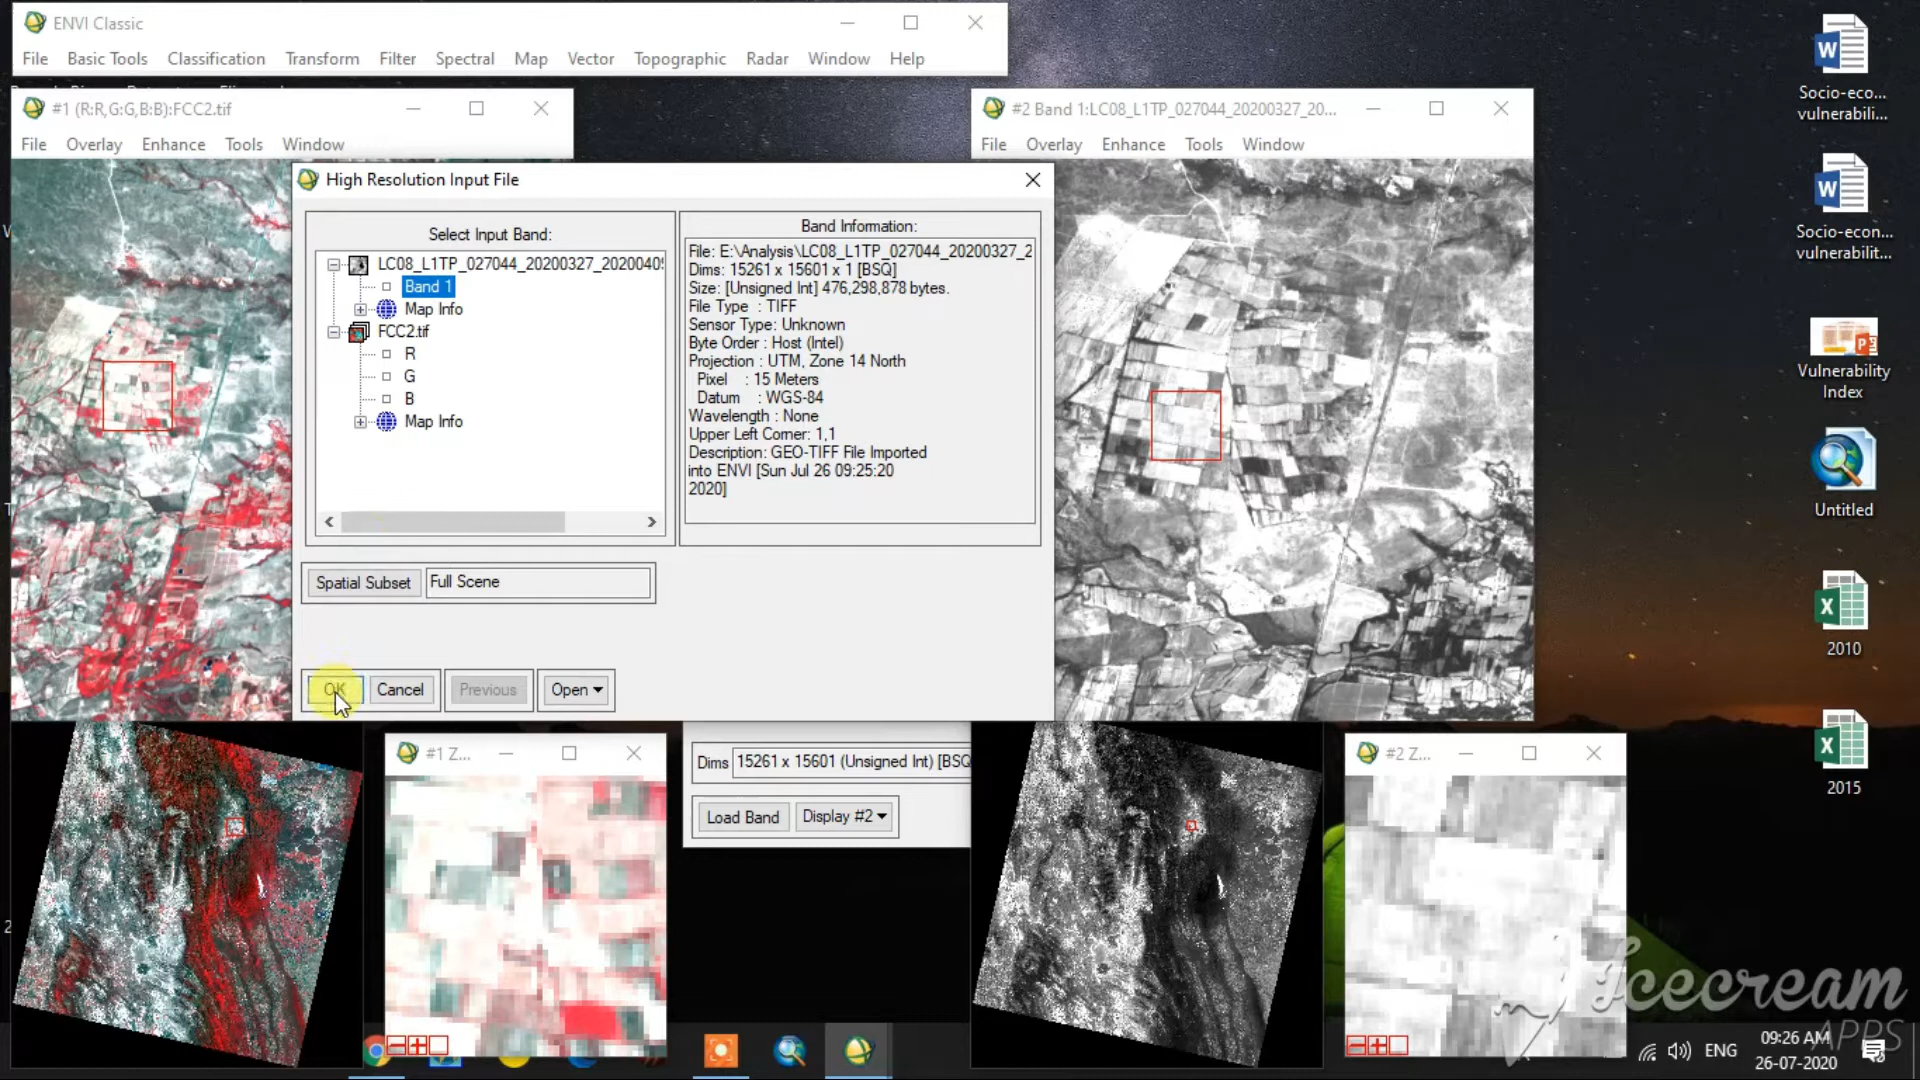 ENVI Classic
File Basic Tools Classification Transform Filter Spectral Map Vector Topographic Radar Window Help
#1 (R:R,G:G,B:B):FCC2.tif
File Overlay Enhance Tools Window
#2 Band 1:LC08_L1TP_027044_20200327_20...
File Overlay Enhance Tools Window
High Resolution Input File
Select Input Band:
LC08_L1TP_027044_20200327_2020040
Band 1
Map Info
FCC2.tif
R
G
B
Map Info
Band Information:
File: E:\Analysis\LC08_L1TP_027044_20200327_2
Dims: 15261 x 15601 x 1 [BSQ]
Size: [Unsigned Int] 476,298,878 bytes.
File Type : TIFF
Sensor Type: Unknown
Byte Order : Host (Intel)
Projection : UTM, Zone 14 North
Pixel : 15 Meters
Datum : WGS-84
Wavelength : None
Upper Left Corner: 1,1
Description: GEO-TIFF File Imported
into ENVI [Sun Jul 26 09:25:20
2020]
Spatial Subset Full Scene
OK Cancel Previous Open
#1 Z...
Dims 15261 x 15601 (Unsigned Int) [BSQ
Load Band Display #2
#2 Z...
Socio-eco...
vulnerabili...
Socio-econ...
vulnerabilit...
Vulnerability
Index
Untitled
2010
2015
Icecream
APPS
ENG
09:26 AM
26-07-2020